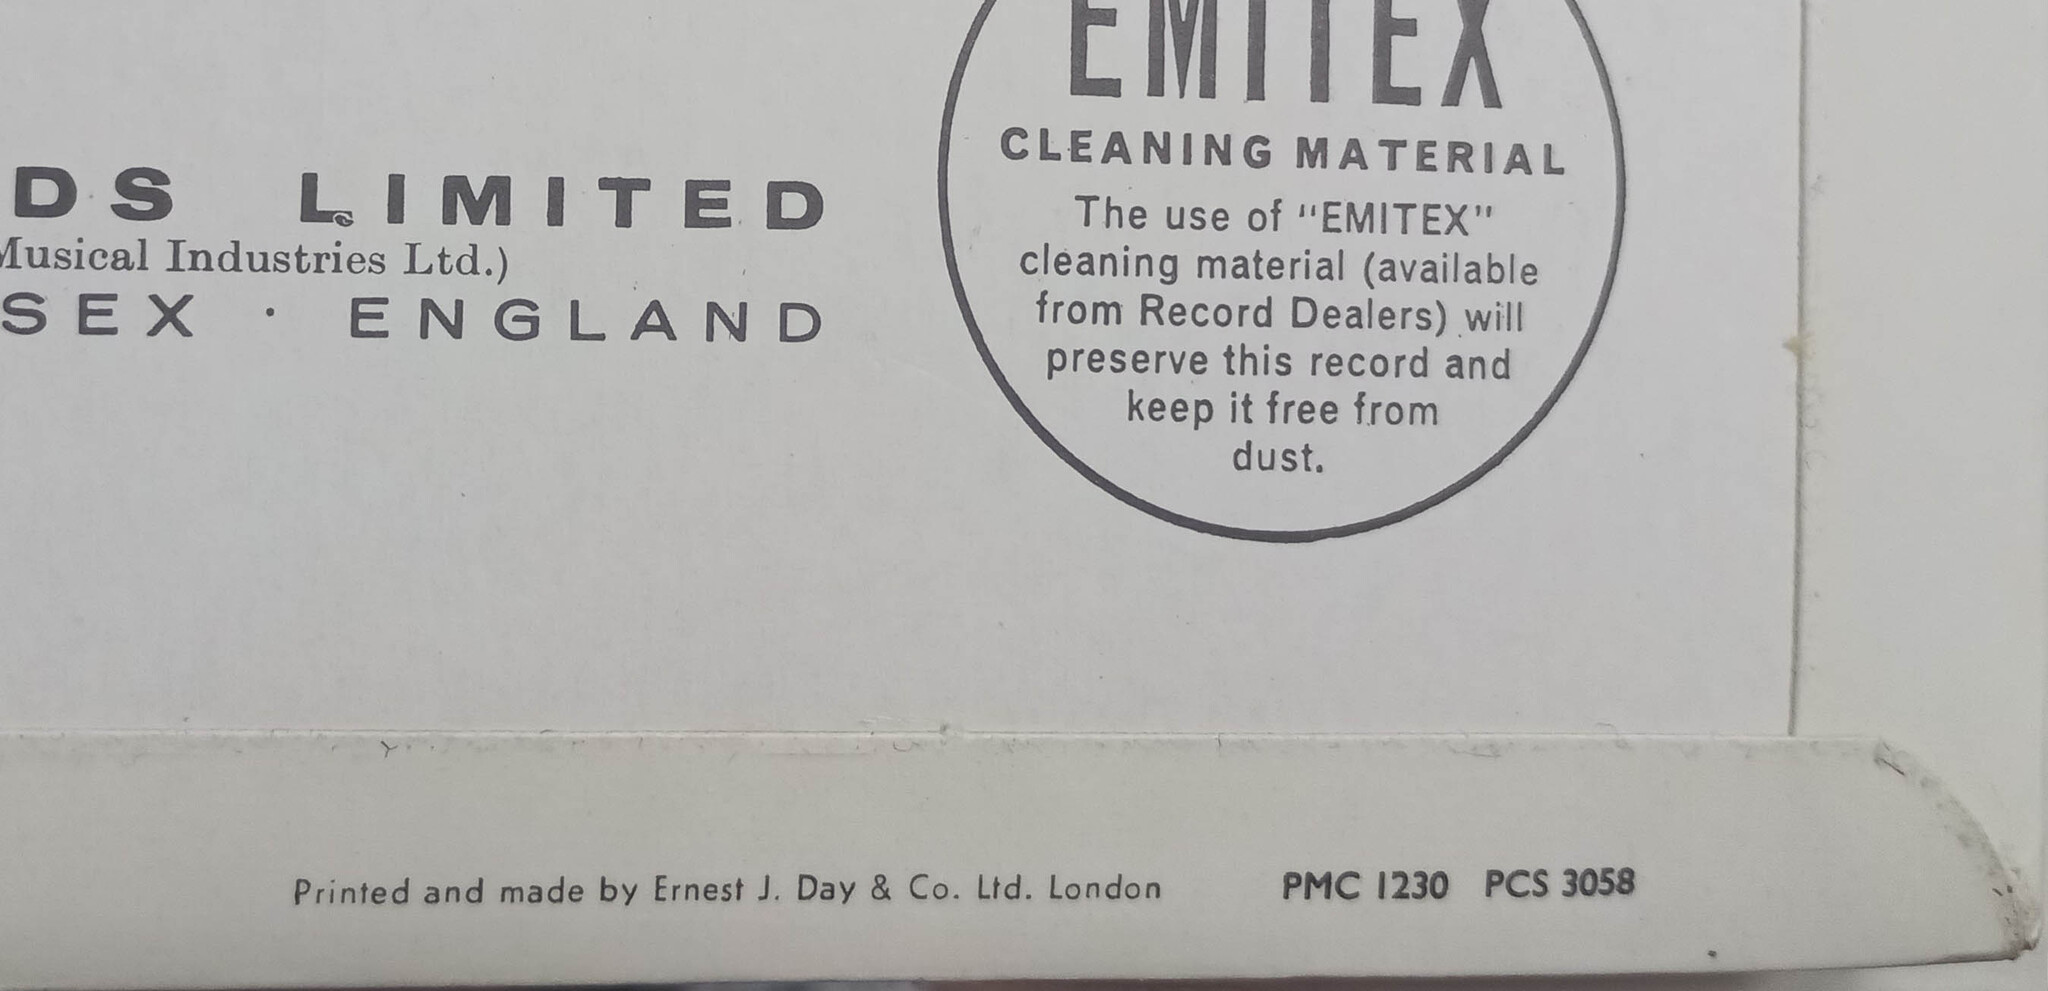 EMITEX
CLEANING MATERIAL
The use of "EMITEX"
cleaning material (available
from Record Dealers) will
preserve this record and
keep it free from
dust.
DS LIMITED
Musical Industries Ltd.)
SEX · ENGLAND
Printed and made by Ernest J. Day & Co. Ltd. London PMC 1230 PCS 3058